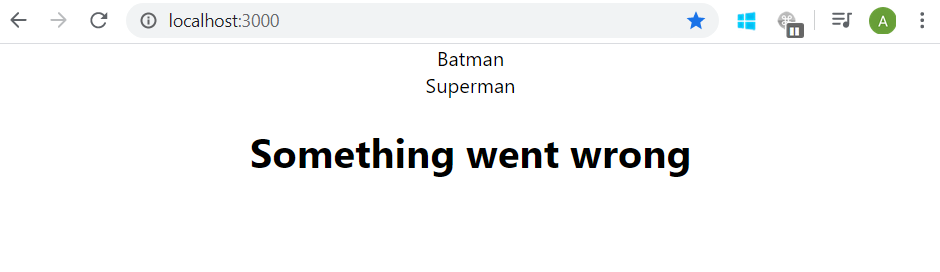 localhost:3000
A
Batman
Superman
Something went wrong